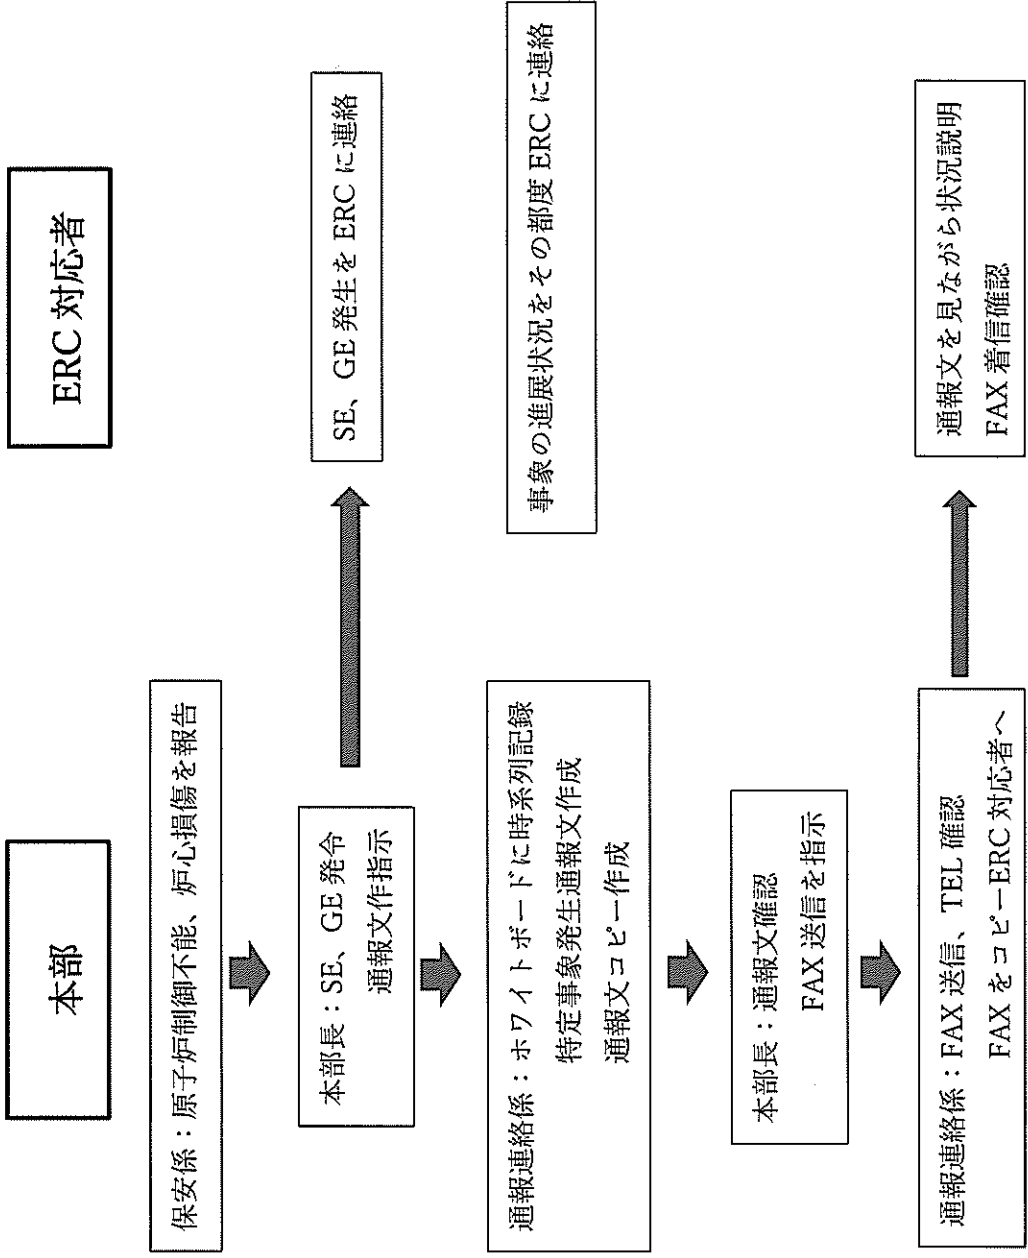 本部
ERC 対応者
保安係：原子炉制御不能、炉心損傷を報告
本部長：SE、GE 発令
通報文作指示
SE、GE 発生を ERC に連絡
通報連絡係：ホワイトボードに時系列記録
特定事象発生通報文作成
通報文コピー作成
事象の進展状況をその都度 ERC に連絡
本部長：通報文確認
FAX 送信を指示
通報連絡係：FAX 送信、TEL 確認
FAX をコピーERC 対応者へ
通報文を見ながら状況説明
FAX 着信確認